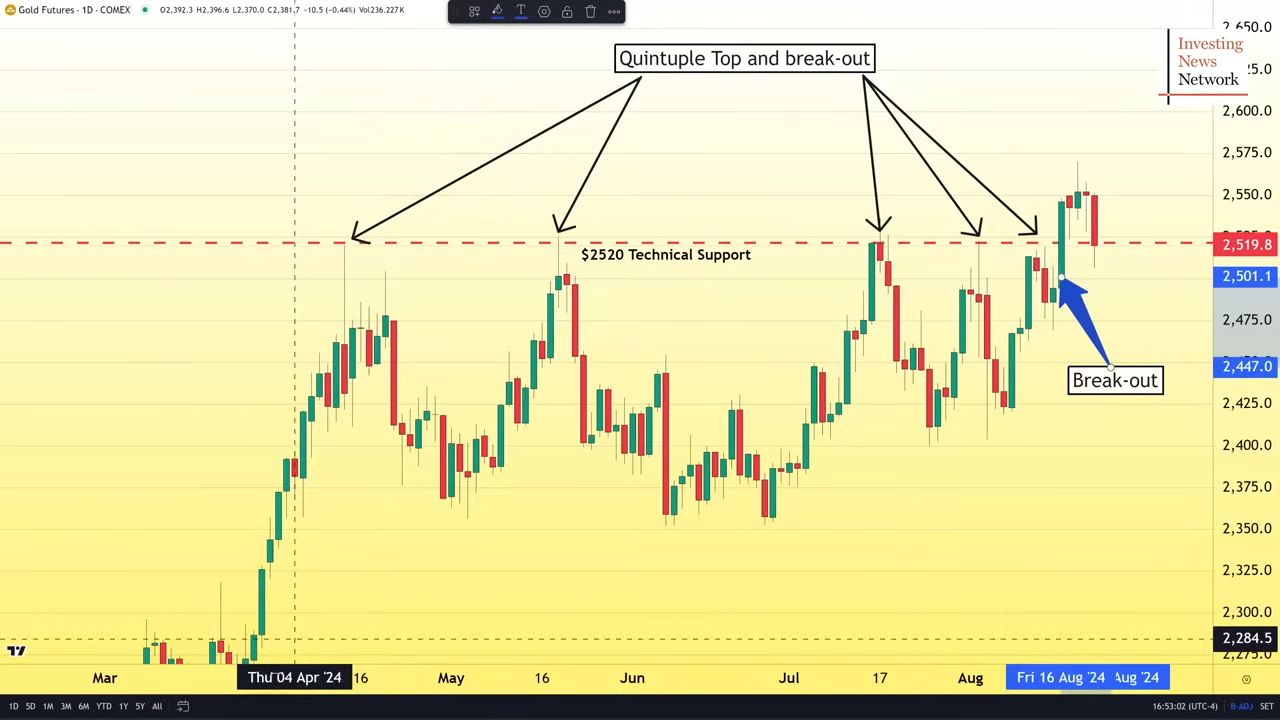 Gold Futures · 1D · COMEX O2,392.3 H2,396.6 L2,370.0 C2,381.7 −10.5 (−0.44%) Vol236.227K
Quintuple Top and break-out
Investing
News
Network
$2520 Technical Support
Break-out
2,650.0
2,600.0
2,575.0
2,550.0
2,519.8
2,501.1
2,475.0
2,447.0
2,425.0
2,400.0
2,375.0
2,350.0
2,325.0
2,300.0
2,284.5
2,275.0
Mar Thu 04 Apr '24 16 May 16 Jun Jul 17 Aug Fri 16 Aug '24 Aug '24
1D 5D 1M 3M 6M YTD 1Y 5Y All 16:53:02 (UTC-4) B-ADJ SET